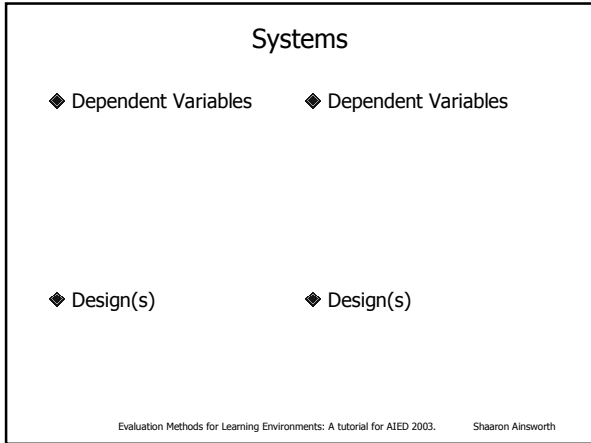 Systems
Dependent Variables
Dependent Variables
Design(s)
Design(s)
Evaluation Methods for Learning Environments: A tutorial for AIED 2003. Shaaron Ainsworth